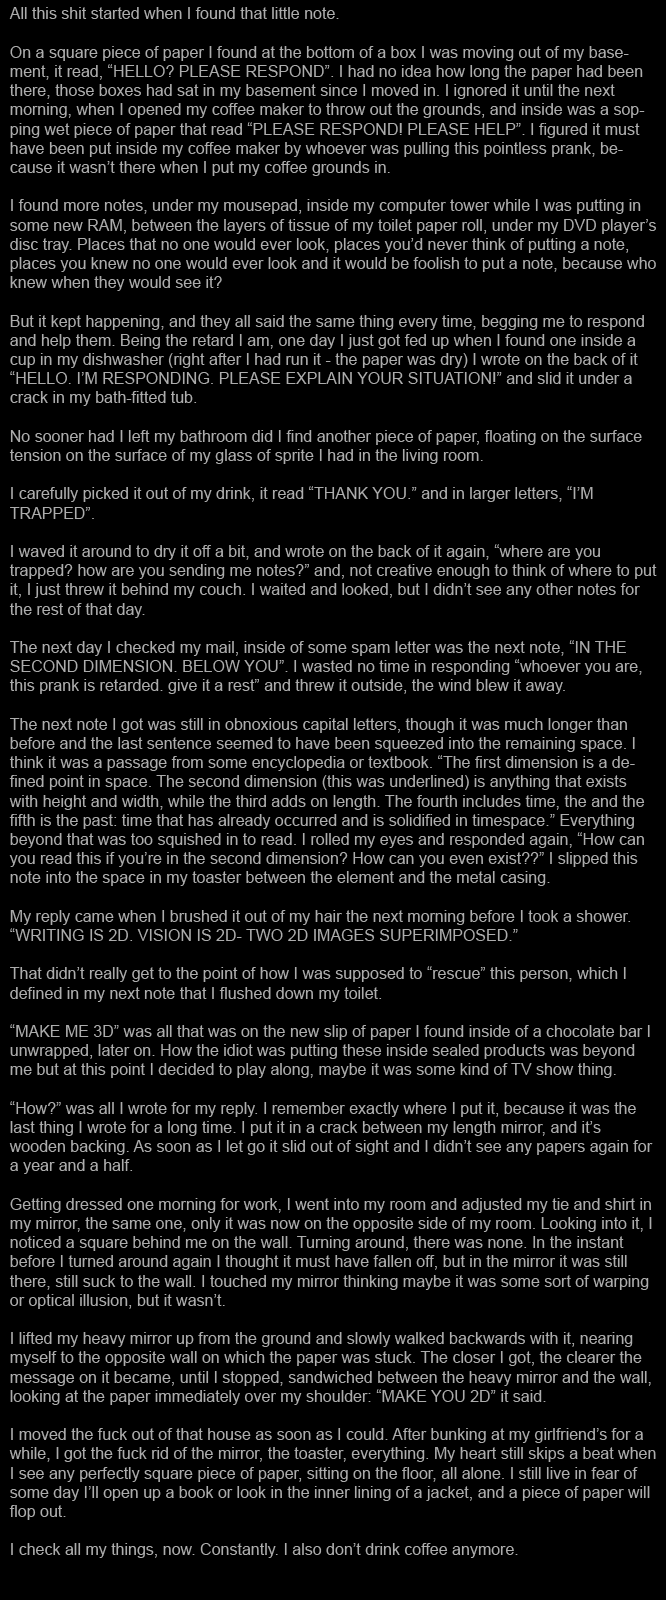 All this shit started when I found that little note.
On a square piece of paper I found at the bottom of a box I was moving out of my base-
ment, it read, “HELLO? PLEASE RESPOND”. I had no idea how long the paper had been
there, those boxes had sat in my basement since I moved in. I ignored it until the next
morning, when I opened my coffee maker to throw out the grounds, and inside was a sop-
ping wet piece of paper that read “PLEASE RESPOND! PLEASE HELP”. I figured it must
have been put inside my coffee maker by whoever was pulling this pointless prank, be-
cause it wasn’t there when I put my coffee grounds in.
I found more notes, under my mousepad, inside my computer tower while I was putting in
some new RAM, between the layers of tissue of my toilet paper roll, under my DVD player’s
disc tray. Places that no one would ever look, places you’d never think of putting a note,
places you knew no one would ever look and it would be foolish to put a note, because who
knew when they would see it?
But it kept happening, and they all said the same thing every time, begging me to respond
and help them. Being the retard I am, one day I just got fed up when I found one inside a
cup in my dishwasher (right after I had run it - the paper was dry) I wrote on the back of it
“HELLO. I’M RESPONDING. PLEASE EXPLAIN YOUR SITUATION!” and slid it under a
crack in my bath-fitted tub.
No sooner had I left my bathroom did I find another piece of paper, floating on the surface
tension on the surface of my glass of sprite I had in the living room.
I carefully picked it out of my drink, it read “THANK YOU.” and in larger letters, “I’M
TRAPPED”.
I waved it around to dry it off a bit, and wrote on the back of it again, “where are you
trapped? how are you sending me notes?” and, not creative enough to think of where to put
it, I just threw it behind my couch. I waited and looked, but I didn’t see any other notes for
the rest of that day.
The next day I checked my mail, inside of some spam letter was the next note, “IN THE
SECOND DIMENSION. BELOW YOU”. I wasted no time in responding “whoever you are,
this prank is retarded. give it a rest” and threw it outside, the wind blew it away.
The next note I got was still in obnoxious capital letters, though it was much longer than
before and the last sentence seemed to have been squeezed into the remaining space. I
think it was a passage from some encyclopedia or textbook. “The first dimension is a de-
fined point in space. The second dimension (this was underlined) is anything that exists
with height and width, while the third adds on length. The fourth includes time, the and the
fifth is the past: time that has already occurred and is solidified in timespace.” Everything
beyond that was too squished in to read. I rolled my eyes and responded again, “How can
you read this if you’re in the second dimension? How can you even exist??” I slipped this
note into the space in my toaster between the element and the metal casing.
My reply came when I brushed it out of my hair the next morning before I took a shower.
“WRITING IS 2D. VISION IS 2D- TWO 2D IMAGES SUPERIMPOSED.”
That didn’t really get to the point of how I was supposed to “rescue” this person, which I
defined in my next note that I flushed down my toilet.
“MAKE ME 3D” was all that was on the new slip of paper I found inside of a chocolate bar I
unwrapped, later on. How the idiot was putting these inside sealed products was beyond
me but at this point I decided to play along, maybe it was some kind of TV show thing.
“How?” was all I wrote for my reply. I remember exactly where I put it, because it was the
last thing I wrote for a long time. I put it in a crack between my length mirror, and it’s
wooden backing. As soon as I let go it slid out of sight and I didn’t see any papers again for
a year and a half.
Getting dressed one morning for work, I went into my room and adjusted my tie and shirt in
my mirror, the same one, only it was now on the opposite side of my room. Looking into it, I
noticed a square behind me on the wall. Turning around, there was none. In the instant
before I turned around again I thought it must have fallen off, but in the mirror it was still
there, still suck to the wall. I touched my mirror thinking maybe it was some sort of warping
or optical illusion, but it wasn’t.
I lifted my heavy mirror up from the ground and slowly walked backwards with it, nearing
myself to the opposite wall on which the paper was stuck. The closer I got, the clearer the
message on it became, until I stopped, sandwiched between the heavy mirror and the wall,
looking at the paper immediately over my shoulder: “MAKE YOU 2D” it said.
I moved the fuck out of that house as soon as I could. After bunking at my girlfriend’s for a
while, I got the fuck rid of the mirror, the toaster, everything. My heart still skips a beat when
I see any perfectly square piece of paper, sitting on the floor, all alone. I still live in fear of
some day I’ll open up a book or look in the inner lining of a jacket, and a piece of paper will
flop out.
I check all my things, now. Constantly. I also don’t drink coffee anymore.